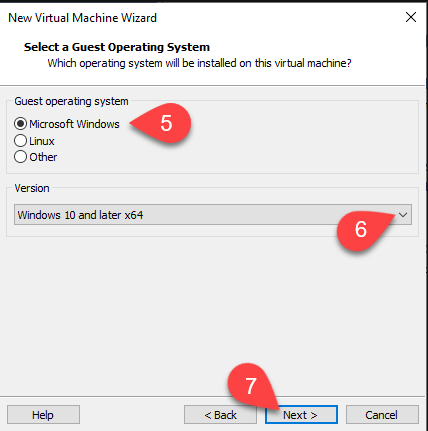 New Virtual Machine Wizard
Select a Guest Operating System
Which operating system will be installed on this virtual machine?
Guest operating system
Microsoft Windows
5
Linux
Other
Version
Windows 10 and later x64
6
7
Help
< Back
Next >
Cancel